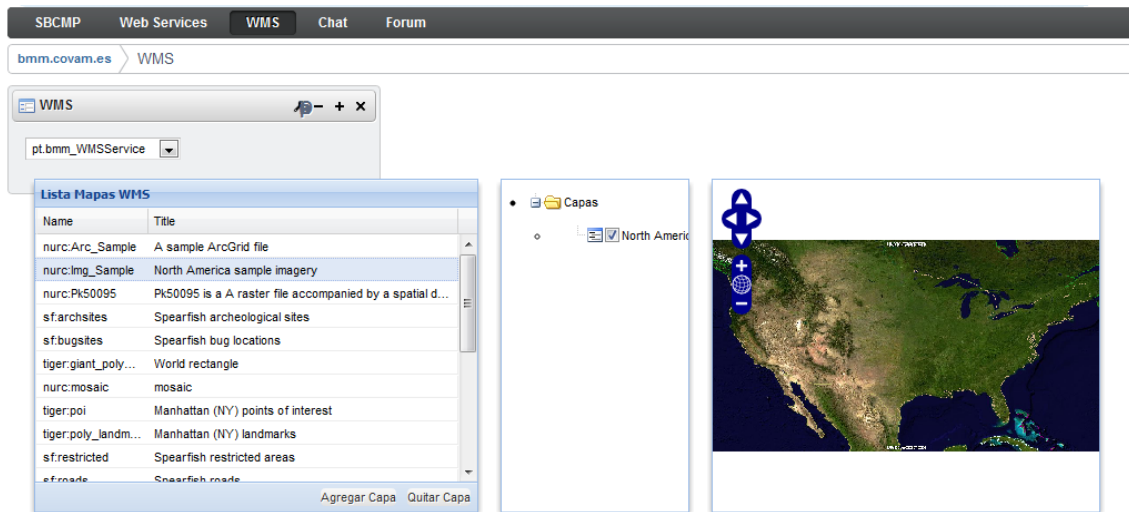 SBCMP Web Services WMS Chat Forum
bmm.covam.es WMS
WMS
pt.bmm_WMSService
Lista Mapas WMS
Name Title
nurc:Arc_Sample A sample ArcGrid file
nurc:Img_Sample North America sample imagery
nurc:Pk50095 Pk50095 is a A raster file accompanied by a spatial d...
sf:archsites Spearfish archeological sites
sf:bugsites Spearfish bug locations
tiger:giant_poly... World rectangle
nurc:mosaic mosaic
tiger:poi Manhattan (NY) points of interest
tiger:poly_landm... Manhattan (NY) landmarks
sf:restricted Spearfish restricted areas
sf:roads Spearfish roads
Agregar Capa Quitar Capa
Capas
North Americ